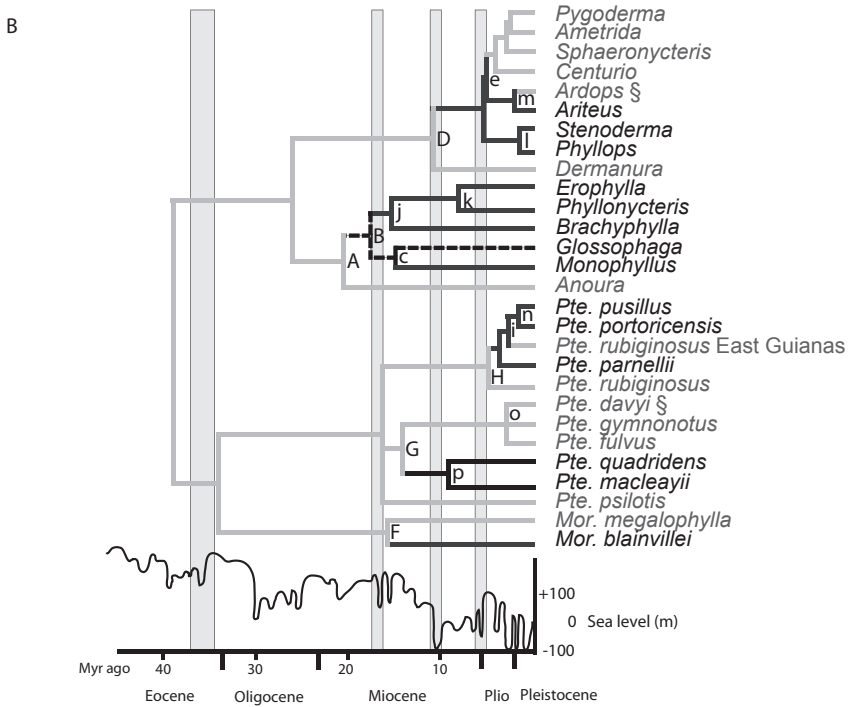 B
Pygoderma
Ametrida
Sphaeronycteris
Centurio
e
Ardops §
m
Ariteus
Stenoderma
l
Phyllops
D
Dermanura
Erophylla
k
Phyllonycteris
j
Brachyphylla
B
Glossophaga
A
c
Monophyllus
Anoura
Pte. pusillus
n
Pte. portoricensis
i
Pte. rubiginosus East Guianas
Pte. parnellii
H
Pte. rubiginosus
Pte. davyi §
o
Pte. gymnonotus
Pte. fulvus
G
Pte. quadridens
p
Pte. macleayii
Pte. psilotis
Mor. megalophylla
F
Mor. blainvillei
+100
0 Sea level (m)
-100
Myr ago 40 30 20 10
Eocene Oligocene Miocene Plio Pleistocene